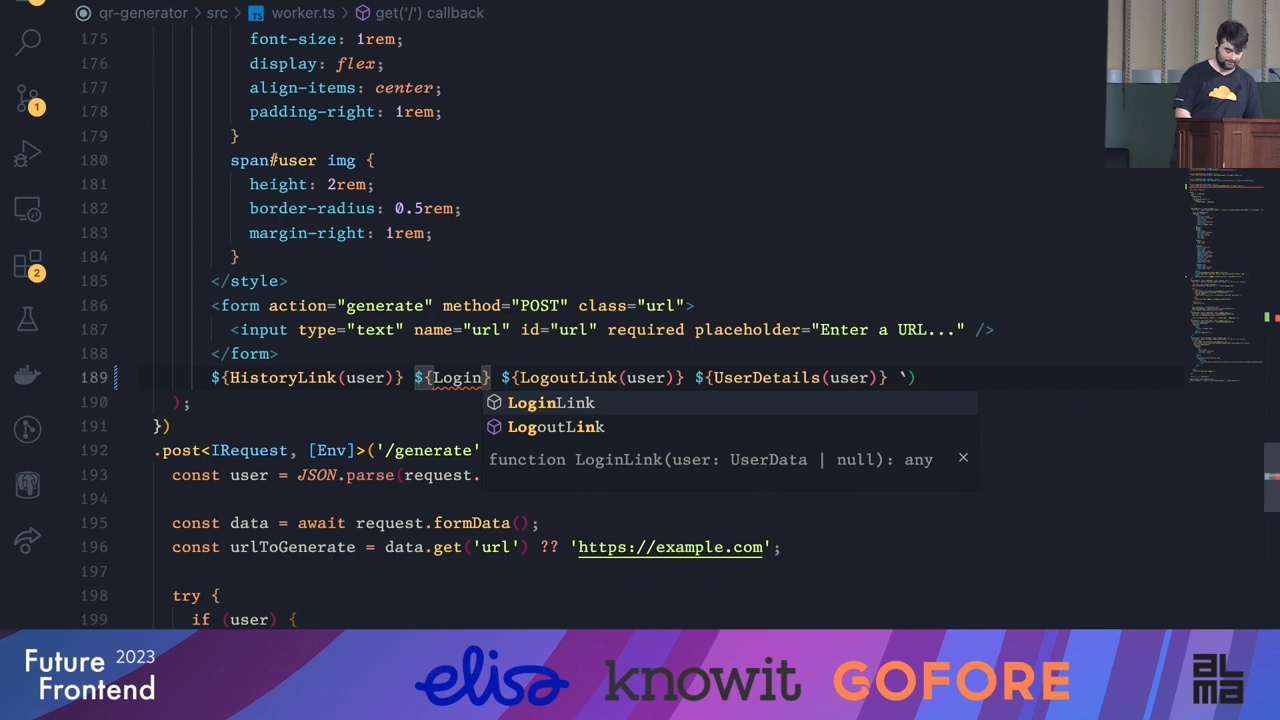 qr-generator > src > TS worker.ts > get('/') callback
175 font-size: 1rem;
176 display: flex;
177 align-items: center;
178 padding-right: 1rem;
179 }
180 span#user img {
181 height: 2rem;
182 border-radius: 0.5rem;
183 margin-right: 1rem;
184 }
185 </style>
186 <form action="generate" method="POST" class="url">
187 <input type="text" name="url" id="url" required placeholder="Enter a URL..." />
188 </form>
189 ${HistoryLink(user)} ${Login} ${LogoutLink(user)} ${UserDetails(user)} `)
LoginLink
190 );
LogoutLink
191 })
192 .post<IRequest, [Env]>('/generate'
function LoginLink(user: UserData | null): any
193 const user = JSON.parse(request.
194
195 const data = await request.formData();
196 const urlToGenerate = data.get('url') ?? 'https://example.com';
197
198 try {
199 if (user) {
1
2
Future 2023
Frontend
elisa
knowit
GOFORE
ALMA